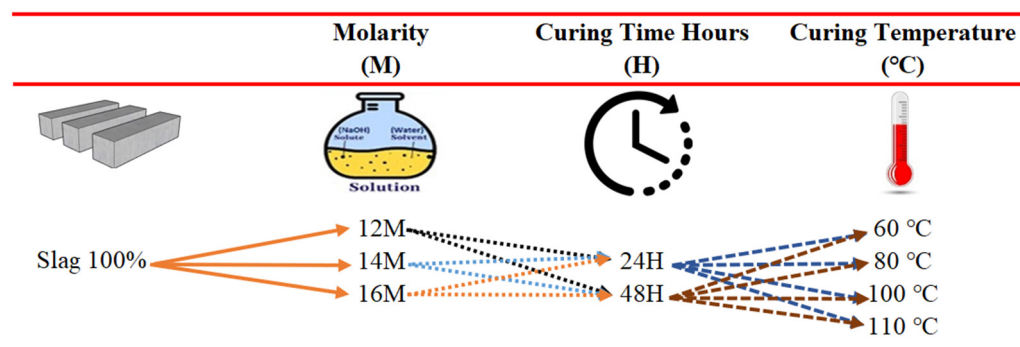 Molarity
(M)
Curing Time Hours
(H)
Curing Temperature
(℃)
(NaOH)
Solute
(Water)
Solvent
Solution
Slag 100%
12M
14M
16M
24H
48H
60 ℃
80 ℃
100 ℃
110 ℃